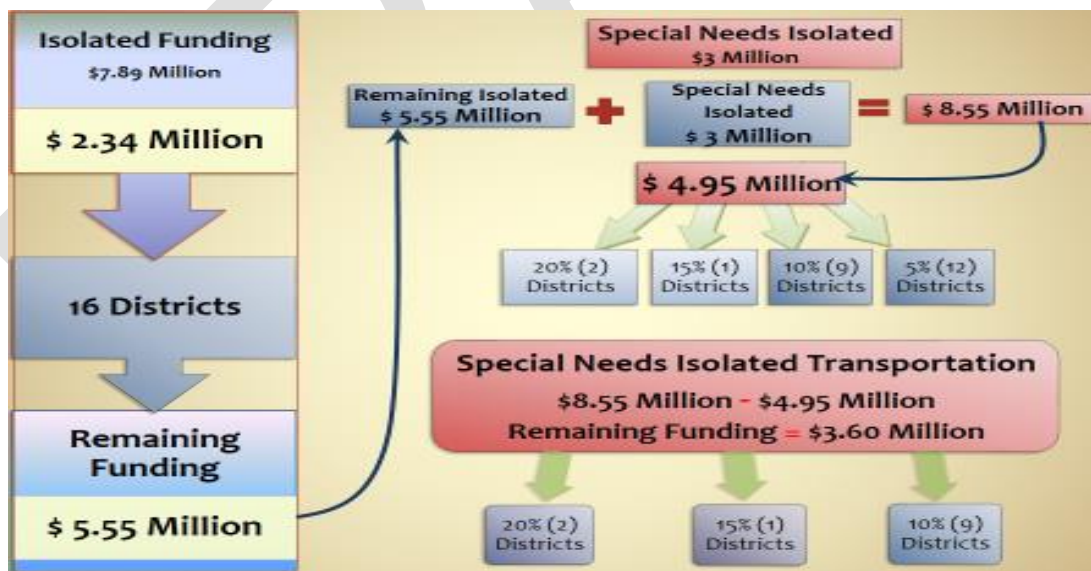 Isolated Funding
$7.89 Million
$ 2.34 Million
16 Districts
Remaining
Funding
$ 5.55 Million
Special Needs Isolated
$3 Million
Remaining Isolated
$ 5.55 Million
+
Special Needs
Isolated
$ 3 Million
=
$ 8.55 Million
$ 4.95 Million
20% (2)
Districts
15% (1)
Districts
10% (9)
Districts
5% (12)
Districts
Special Needs Isolated Transportation
$8.55 Million - $4.95 Million
Remaining Funding = $3.60 Million
20% (2)
Districts
15% (1)
Districts
10% (9)
Districts